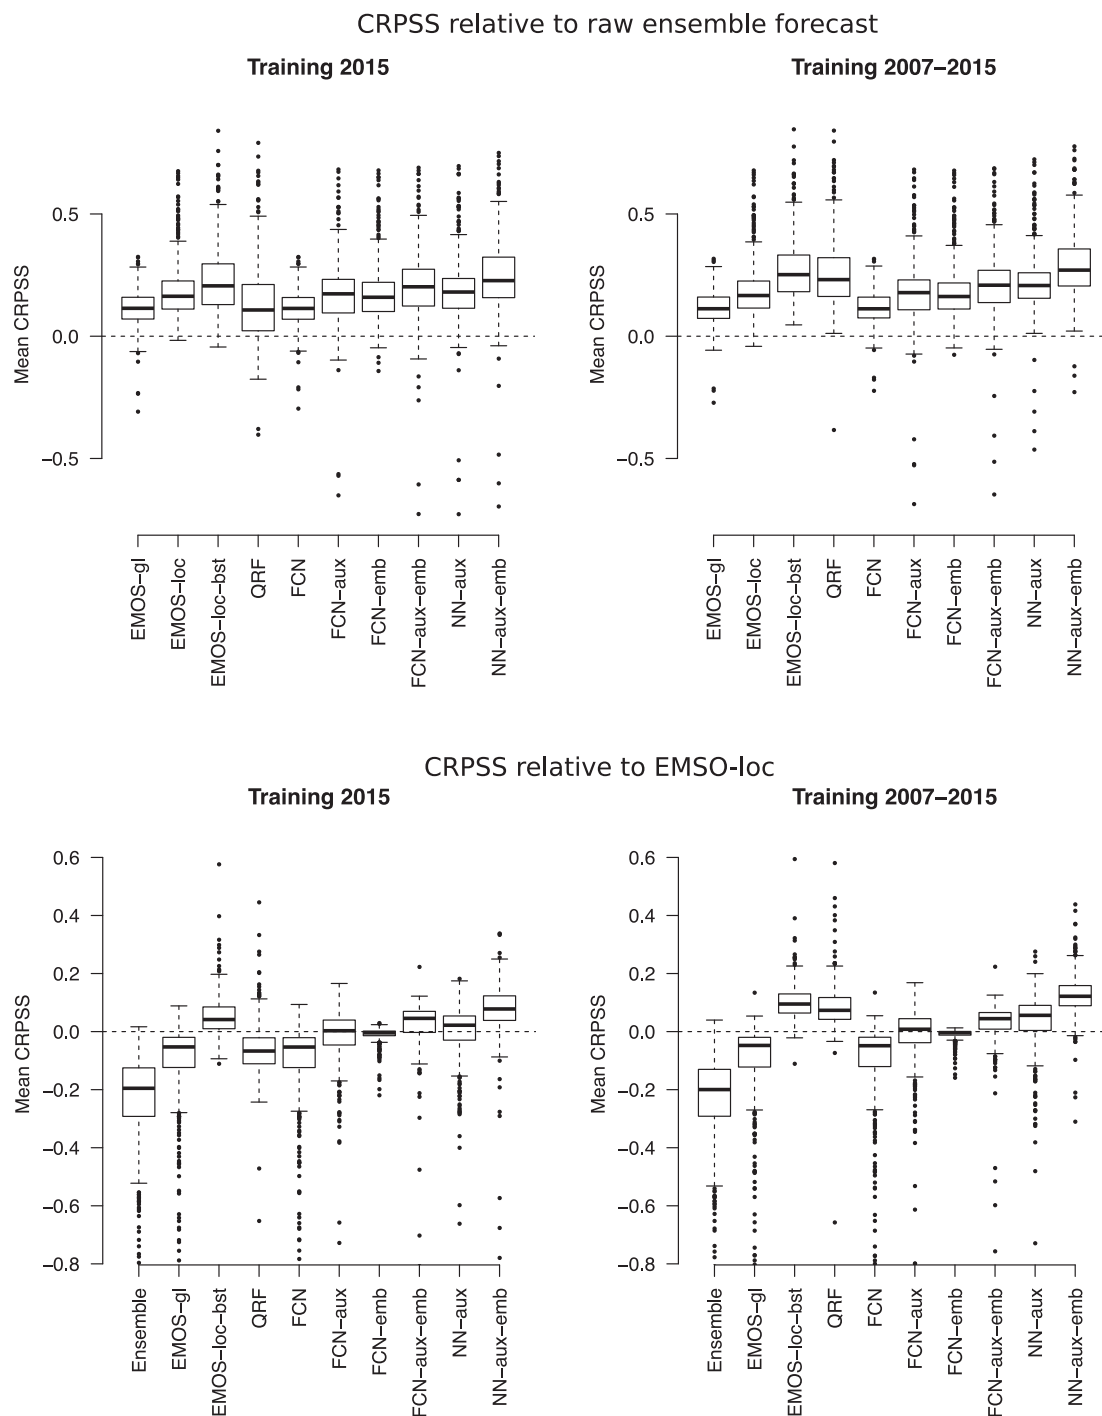 CRPSS relative to raw ensemble forecast
Training 2015
Training 2007–2015
Mean CRPSS
0.5
0.0
−0.5
EMOS−gl
EMOS−loc
EMOS−loc−bst
QRF
FCN
FCN−aux
FCN−emb
FCN−aux−emb
NN−aux
NN−aux−emb
Mean CRPSS
0.5
0.0
−0.5
EMOS−gl
EMOS−loc
EMOS−loc−bst
QRF
FCN
FCN−aux
FCN−emb
FCN−aux−emb
NN−aux
NN−aux−emb
CRPSS relative to EMSO-loc
Training 2015
Training 2007–2015
Mean CRPSS
0.6
0.4
0.2
0.0
−0.2
−0.4
−0.6
−0.8
Ensemble
EMOS−gl
EMOS−loc−bst
QRF
FCN
FCN−aux
FCN−emb
FCN−aux−emb
NN−aux
NN−aux−emb
Mean CRPSS
0.6
0.4
0.2
0.0
−0.2
−0.4
−0.6
−0.8
Ensemble
EMOS−gl
EMOS−loc−bst
QRF
FCN
FCN−aux
FCN−emb
FCN−aux−emb
NN−aux
NN−aux−emb